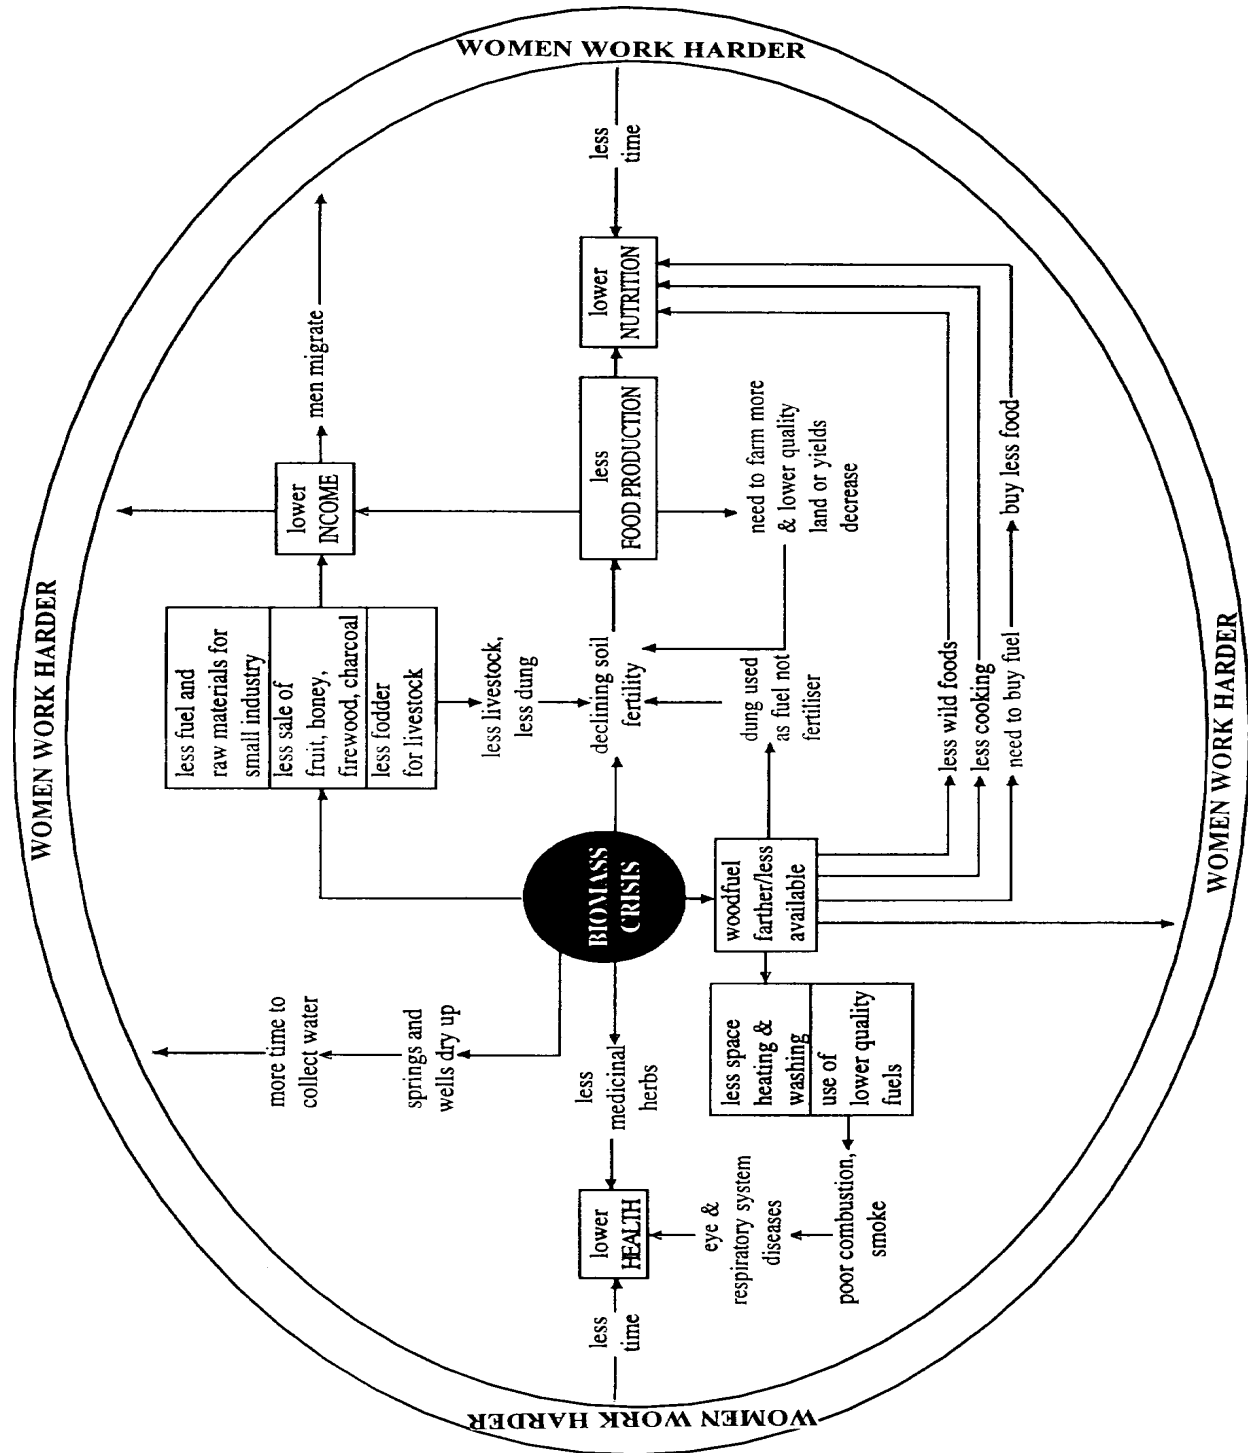 WOMEN WORK HARDER
WOMEN WORK HARDER
WOMEN WORK HARDER
WOMEN WORK HARDER
more time to
collect water
springs and
wells dry up
less fuel and
raw materials for
small industry
less sale of
fruit, honey,
firewood, charcoal
less fodder
for livestock
lower
INCOME
men migrate
less livestock,
less dung
less
time
lower
HEALTH
less
medicinal
herbs
BIOMASS
CRISIS
declining soil
fertility
less
FOOD PRODUCTION
lower
NUTRITION
less
time
eye &
respiratory system
diseases
poor combustion,
smoke
less space
heating &
washing
use of
lower quality
fuels
woodfuel
farther/less
available
dung used
as fuel not
fertiliser
need to farm more
& lower quality
land or yields
decrease
less wild foods
less cooking
need to buy fuel
buy less food